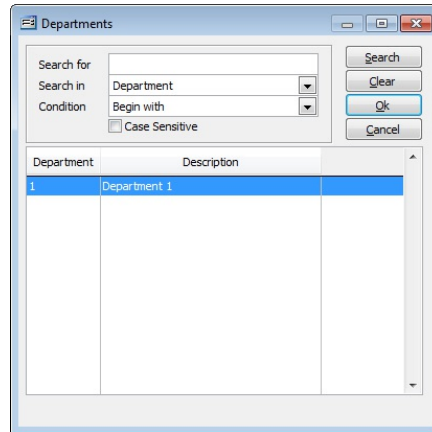 Departments
Search for
Search in Department
Condition Begin with
Case Sensitive
Search
Clear
Ok
Cancel
Department Description
1 Department 1